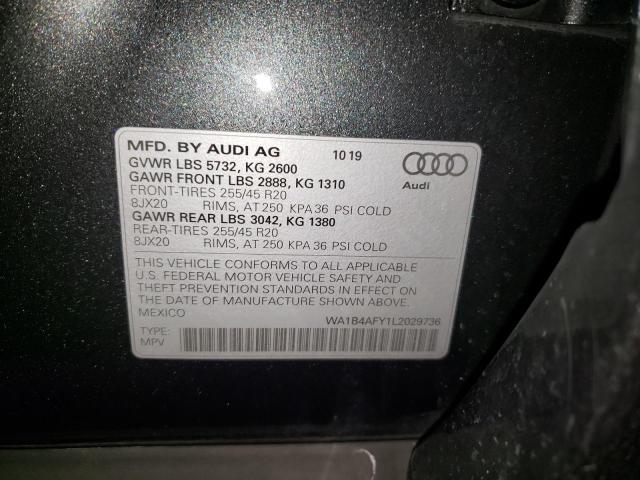 MFD. BY AUDI AG 10 19
GVWR LBS 5732, KG 2600
GAWR FRONT LBS 2888, KG 1310
FRONT-TIRES 255/45 R20
8JX20 RIMS, AT 250 KPA 36 PSI COLD
GAWR REAR LBS 3042, KG 1380
REAR-TIRES 255/45 R20
8JX20 RIMS, AT 250 KPA 36 PSI COLD
Audi
THIS VEHICLE CONFORMS TO ALL APPLICABLE
U.S. FEDERAL MOTOR VEHICLE SAFETY AND
THEFT PREVENTION STANDARDS IN EFFECT ON
THE DATE OF MANUFACTURE SHOWN ABOVE.
MEXICO WA1B4AFY1L2029736
TYPE:
MPV